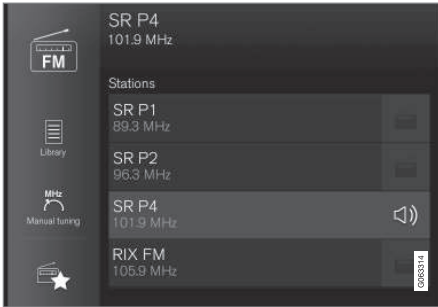 SR P4
101.9 MHz
FM
Stations
SR P1
89.3 MHz
Library
SR P2
96.3 MHz
MHz
Manual tuning
SR P4
101.9 MHz
RIX FM
105.9 MHz
G063314